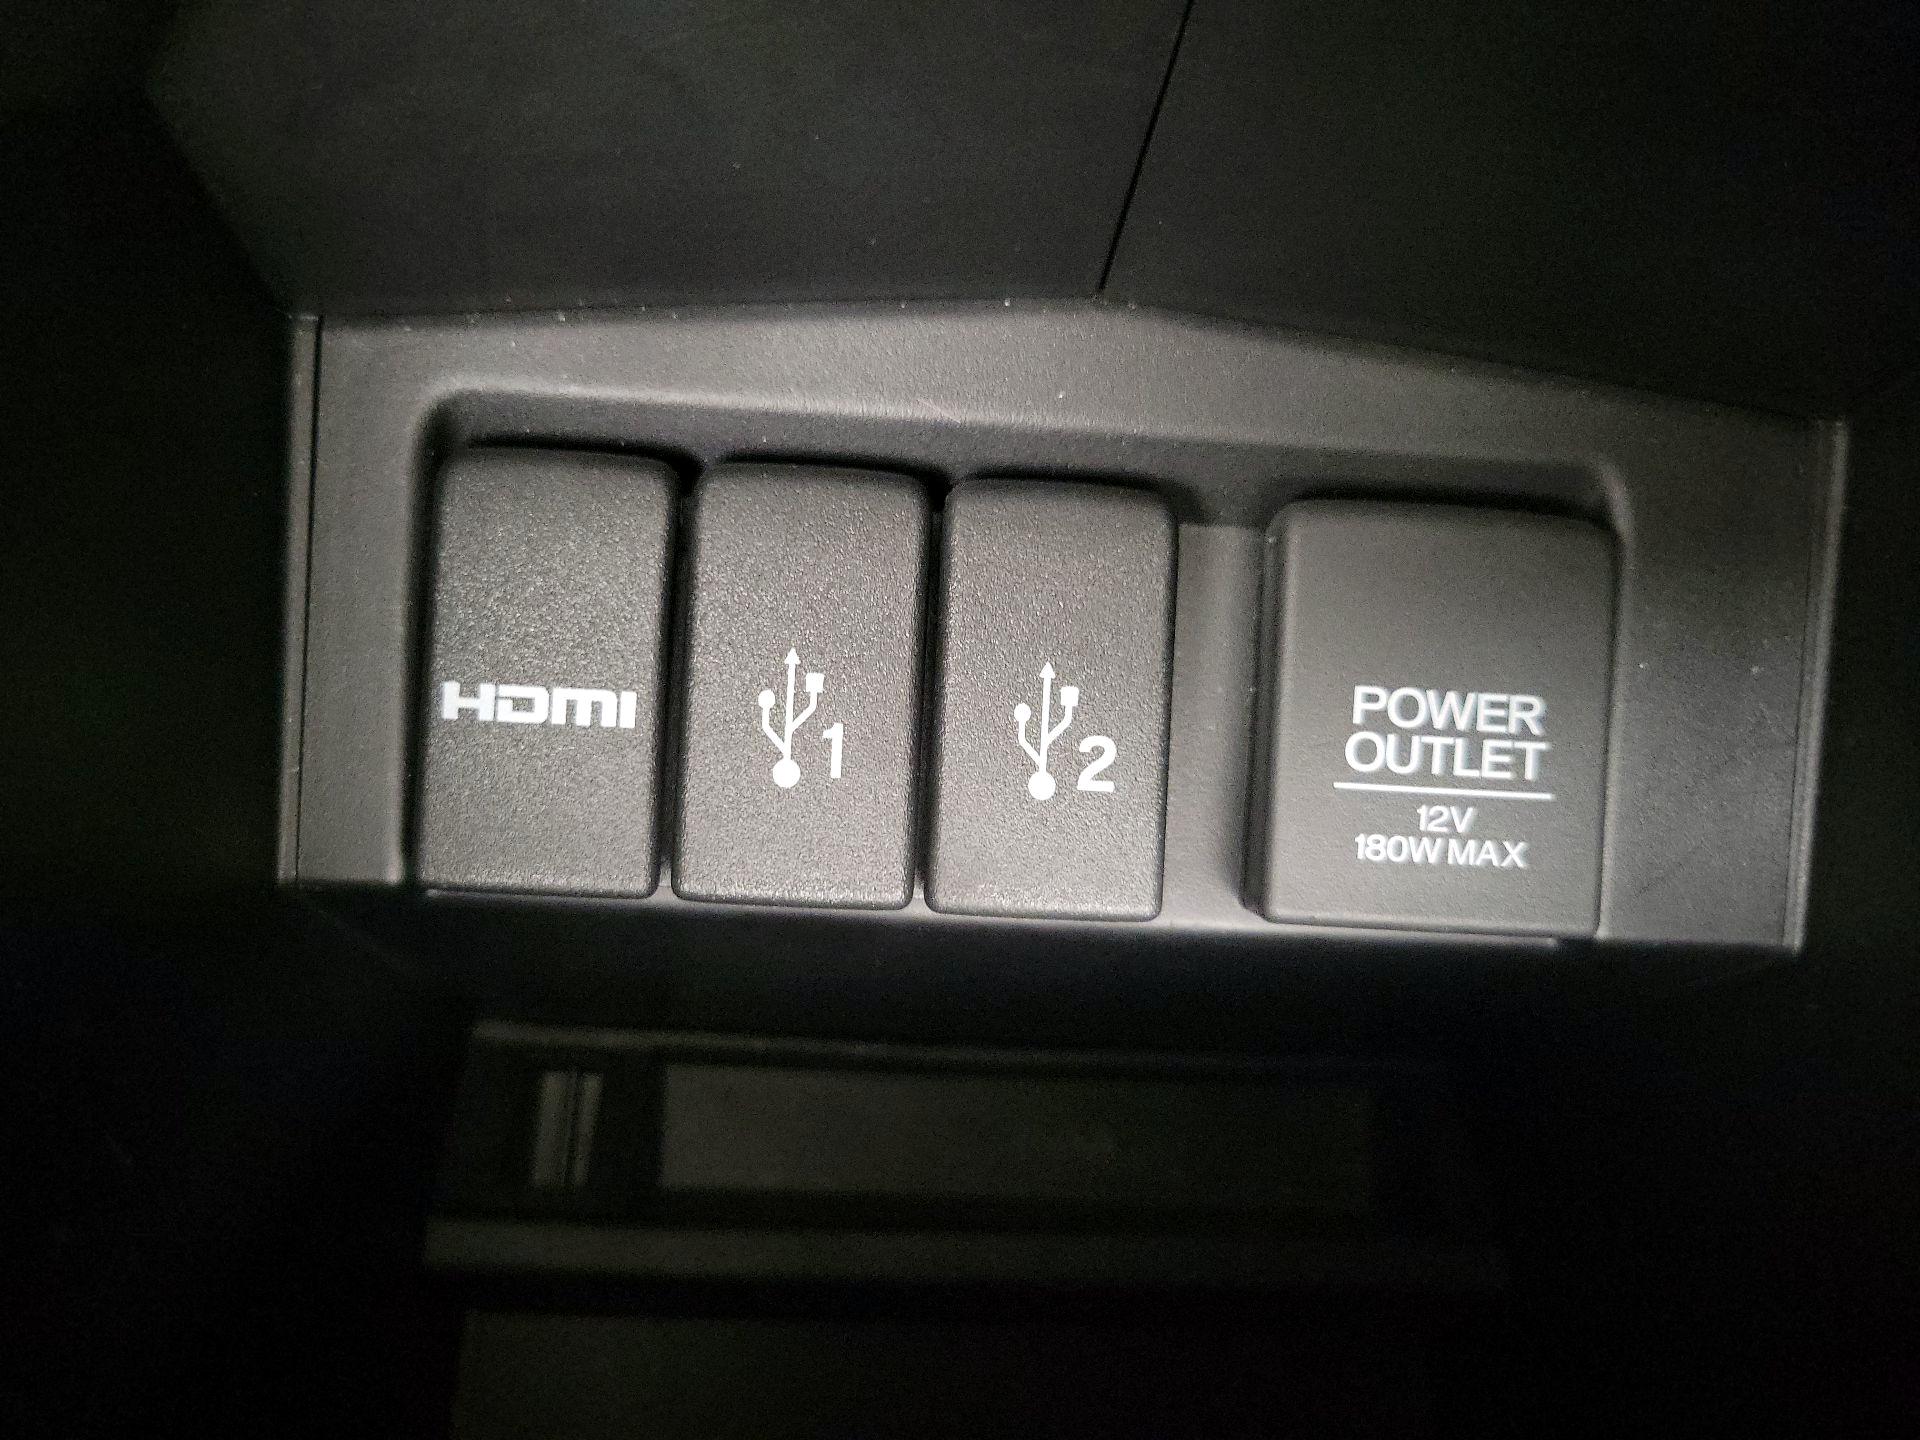 HDMI
1
2
POWER
OUTLET
12V
180W MAX